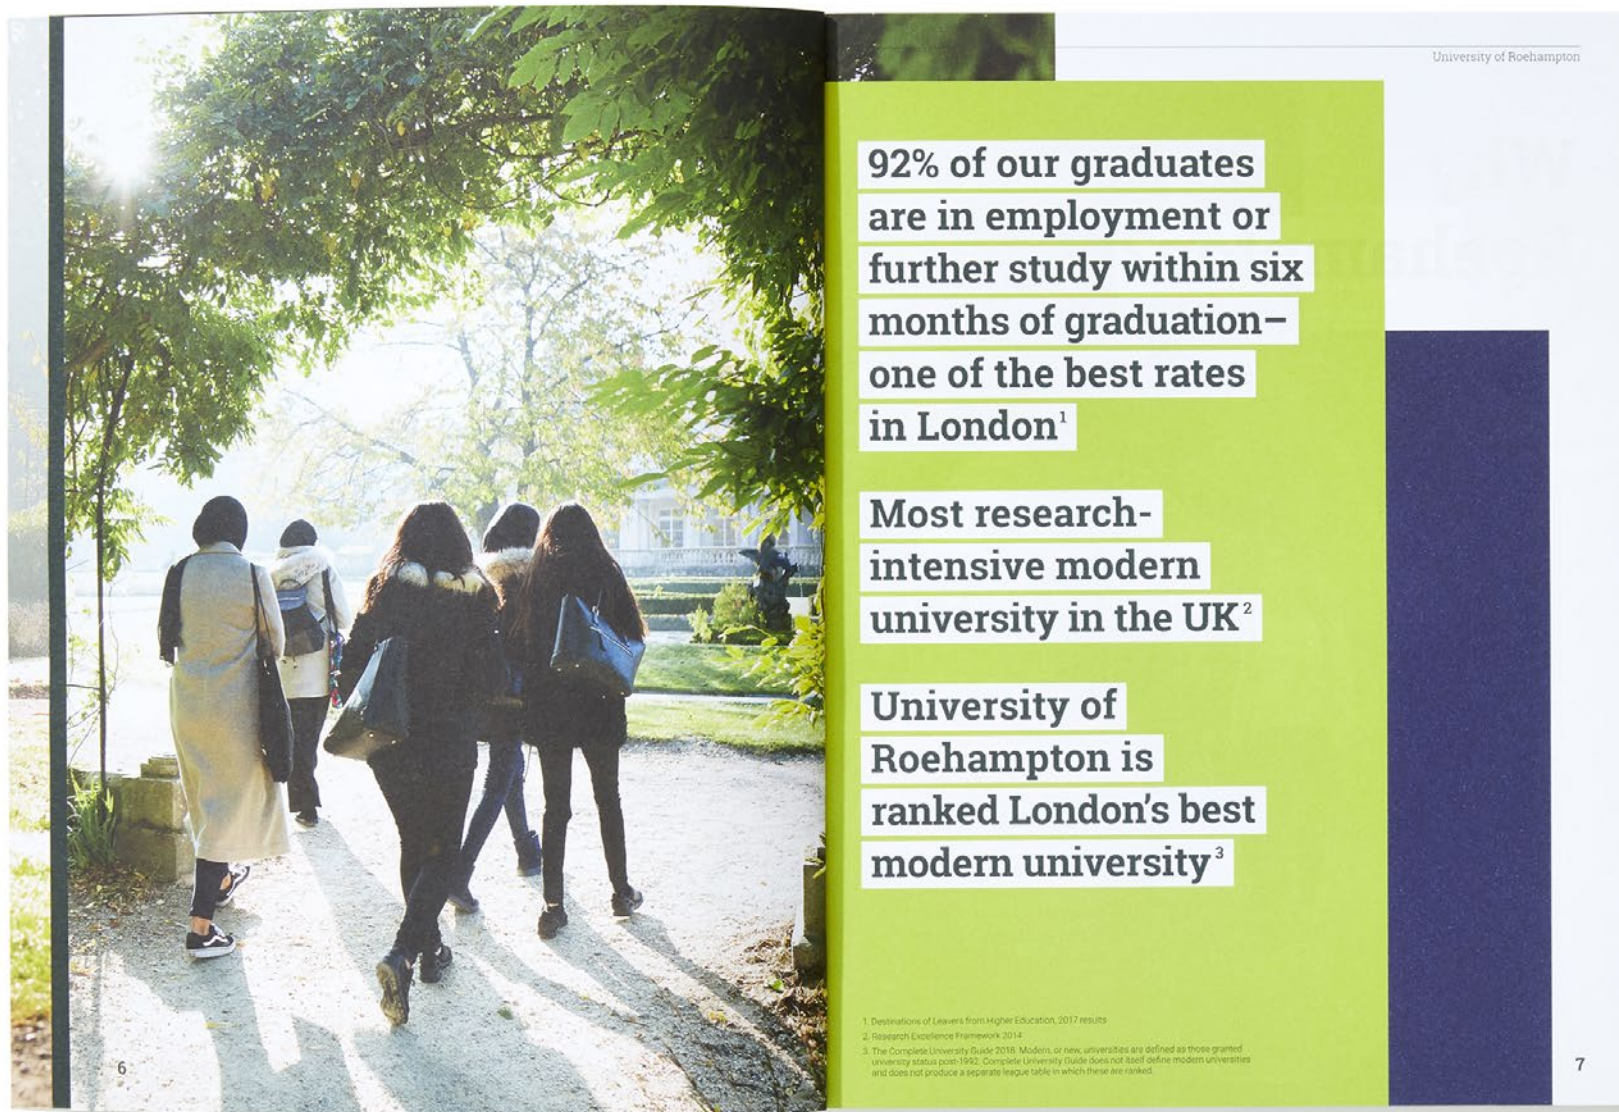 University of Roehampton
92% of our graduates
are in employment or
further study within six
months of graduation–
one of the best rates
in London¹
Most research-
intensive modern
university in the UK²
University of
Roehampton is
ranked London's best
modern university³
1. Destinations of Leavers from Higher Education, 2017 results
2. Research Excellence Framework 2014
3. The Complete University Guide 2018. Modern, or new, universities are defined as those granted
university status post-1992. Complete University Guide does not itself define modern universities
and does not produce a separate league table in which these are ranked.
6
7